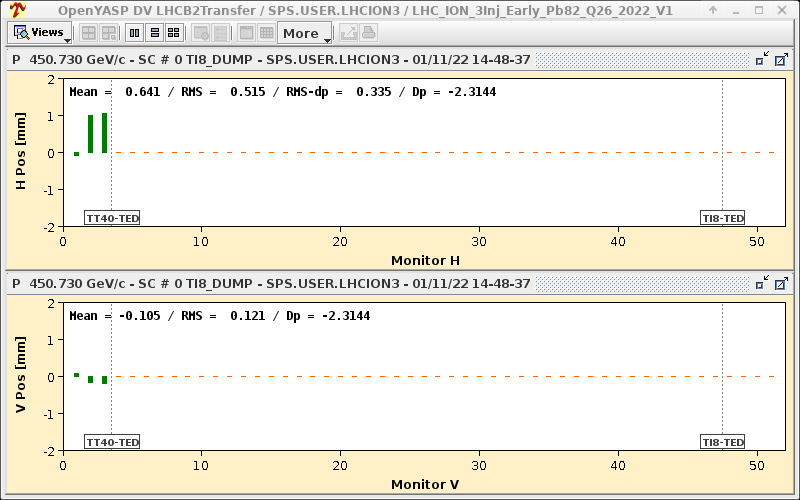 OpenYASP DV LHCB2Transfer / SPS.USER.LHCION3 / LHC_ION_3Inj_Early_Pb82_Q26_2022_V1
Views
More
P 450.730 GeV/c - SC # 0 TI8_DUMP - SPS.USER.LHCION3 - 01/11/22 14-48-37
Mean = 0.641 / RMS = 0.515 / RMS-dp = 0.335 / Dp = -2.3144
H Pos [mm]
2
1
0
-1
-2
TT40-TED
TI8-TED
0 10 20 30 40 50
Monitor H
P 450.730 GeV/c - SC # 0 TI8_DUMP - SPS.USER.LHCION3 - 01/11/22 14-48-37
Mean = -0.105 / RMS = 0.121 / Dp = -2.3144
V Pos [mm]
2
1
0
-1
-2
TT40-TED
TI8-TED
0 10 20 30 40 50
Monitor V